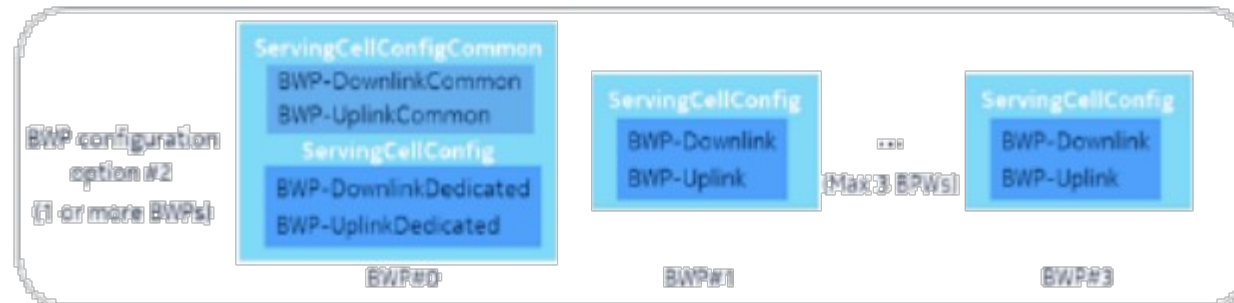 BWP configuration
option #2
(1 or more BWPs)
ServingCellConfigCommon
BWP-DownlinkCommon
BWP-UplinkCommon
ServingCellConfig
BWP-DownlinkDedicated
BWP-UplinkDedicated
BWP#0
ServingCellConfig
BWP-Downlink
BWP-Uplink
BWP#1
...
(Max 3 BPWs)
ServingCellConfig
BWP-Downlink
BWP-Uplink
BWP#3